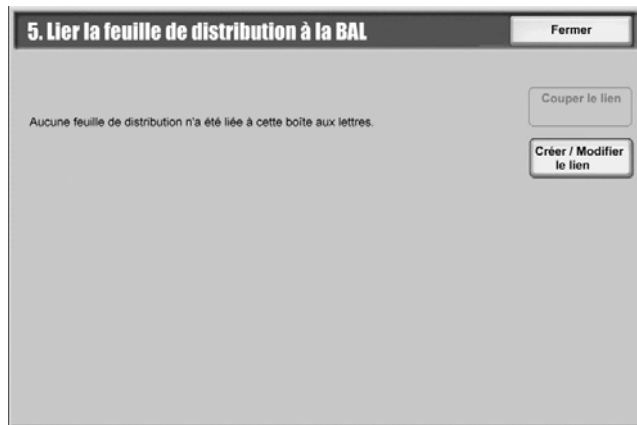 5. Lier la feuille de distribution à la BAL
Fermer
Couper le lien
Aucune feuille de distribution n'a été liée à cette boîte aux lettres.
Créer / Modifier
le lien